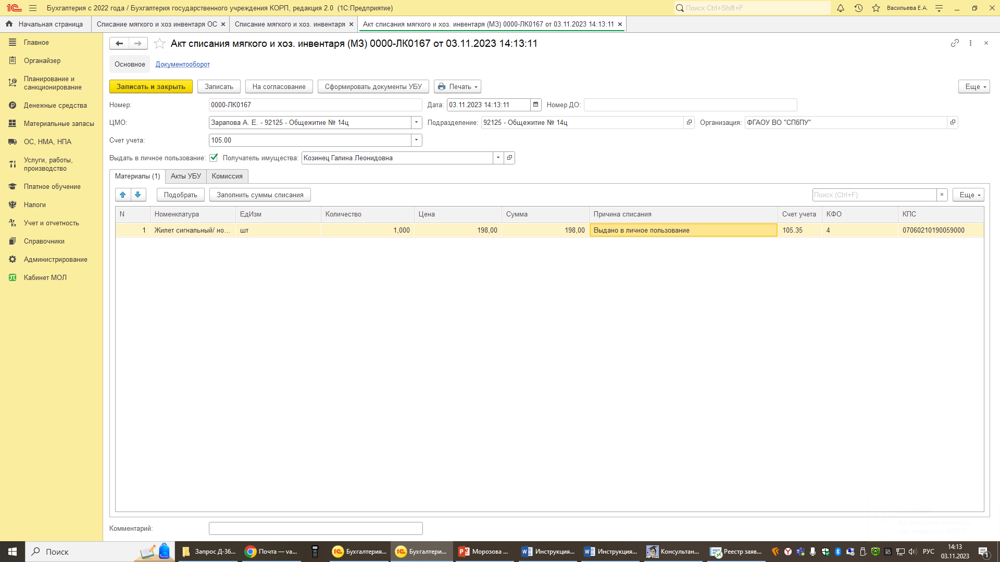 Бухгалтерия с 2022 года / Бухгалтерия государственного учреждения КОРП, редакция 2.0 (1С:Предприятие)
Поиск Ctrl+Shift+F
Васильева Е.А.
Начальная страница
Списание мягкого и хоз инвентаря ОС
Списание мягкого и хоз. инвентаря
Акт списания мягкого и хоз. инвентаря (МЗ) 0000-ЛК0167 от 03.11.2023 14:13:11
Главное
Органайзер
Планирование и
санкционирование
Денежные средства
Материальные запасы
ОС, НМА, НПА
Услуги, работы,
производство
Платное обучение
Налоги
Учет и отчетность
Справочники
Администрирование
Кабинет МОЛ
Акт списания мягкого и хоз. инвентаря (МЗ) 0000-ЛК0167 от 03.11.2023 14:13:11
Основное Документооборот
Записать и закрыть Записать На согласование Сформировать документы УБУ Печать Еще
Номер: 0000-ЛК0167 Дата: 03.11.2023 14:13:11 Номер ДО:
ЦМО: Зарапова А. Е. - 92125 - Общежитие № 14ц Подразделение: 92125 - Общежитие № 14ц Организация: ФГАОУ ВО "СПбПУ"
Счет учета: 105.00
Выдать в личное пользование: Получатель имущества: Козинец Галина Леонидовна
Материалы (1) Акты УБУ Комиссия
Подобрать Заполнить суммы списания Поиск (Ctrl+F) × Еще
N Номенклатура ЕдИзм Количество Цена Сумма Причина списания Счет учета КФО КПС
1 Жилет сигнальный/ но... шт 1,000 198,00 198,00 Выдано в личное пользование 105.35 4 07060210190059000
Комментарий:
Поиск
Запрос Д-36...
Почта — va...
Бухгалтерия...
Бухгалтери...
Морозова ...
Инструкция...
Инструкция...
Консультан...
Реестр заяв...
РУС
14:13
03.11.2023
1